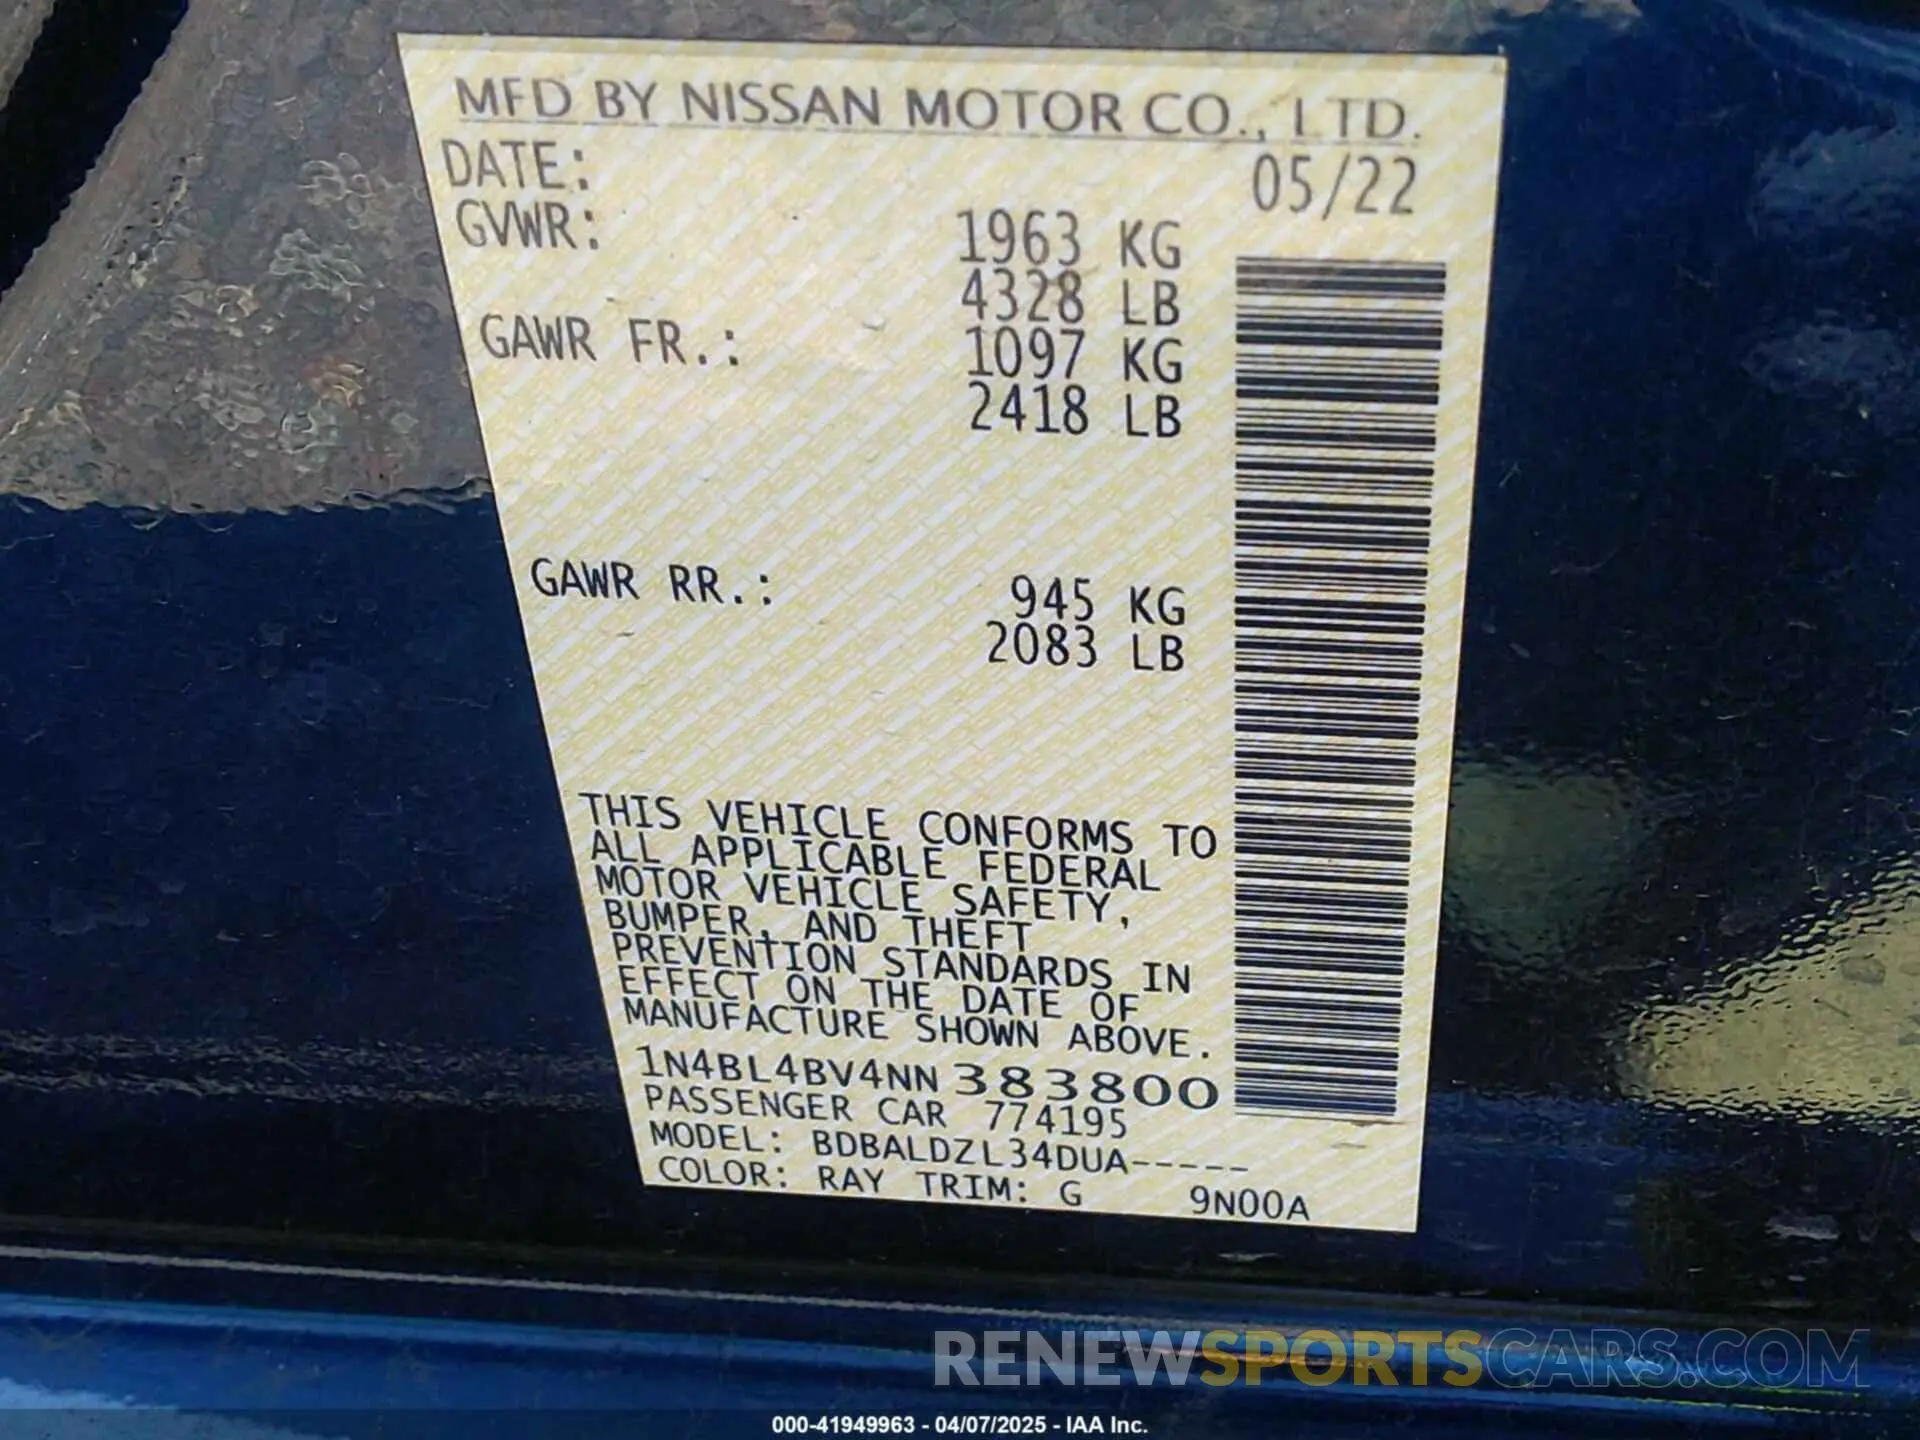 MFD BY NISSAN MOTOR CO., LTD.
DATE: 05/22
GVWR: 1963 KG
4328 LB
GAWR FR.: 1097 KG
2418 LB
GAWR RR.: 945 KG
2083 LB
THIS VEHICLE CONFORMS TO
ALL APPLICABLE FEDERAL
MOTOR VEHICLE SAFETY,
BUMPER, AND THEFT
PREVENTION STANDARDS IN
EFFECT ON THE DATE OF
MANUFACTURE SHOWN ABOVE.
1N4BL4BV4NN383800
PASSENGER CAR 774195
MODEL: BDBALDZL34DUA-----
COLOR: RAY TRIM: G 9N00A
RENEWSPORTSCARS.COM
000-41949963 - 04/07/2025 - IAA Inc.